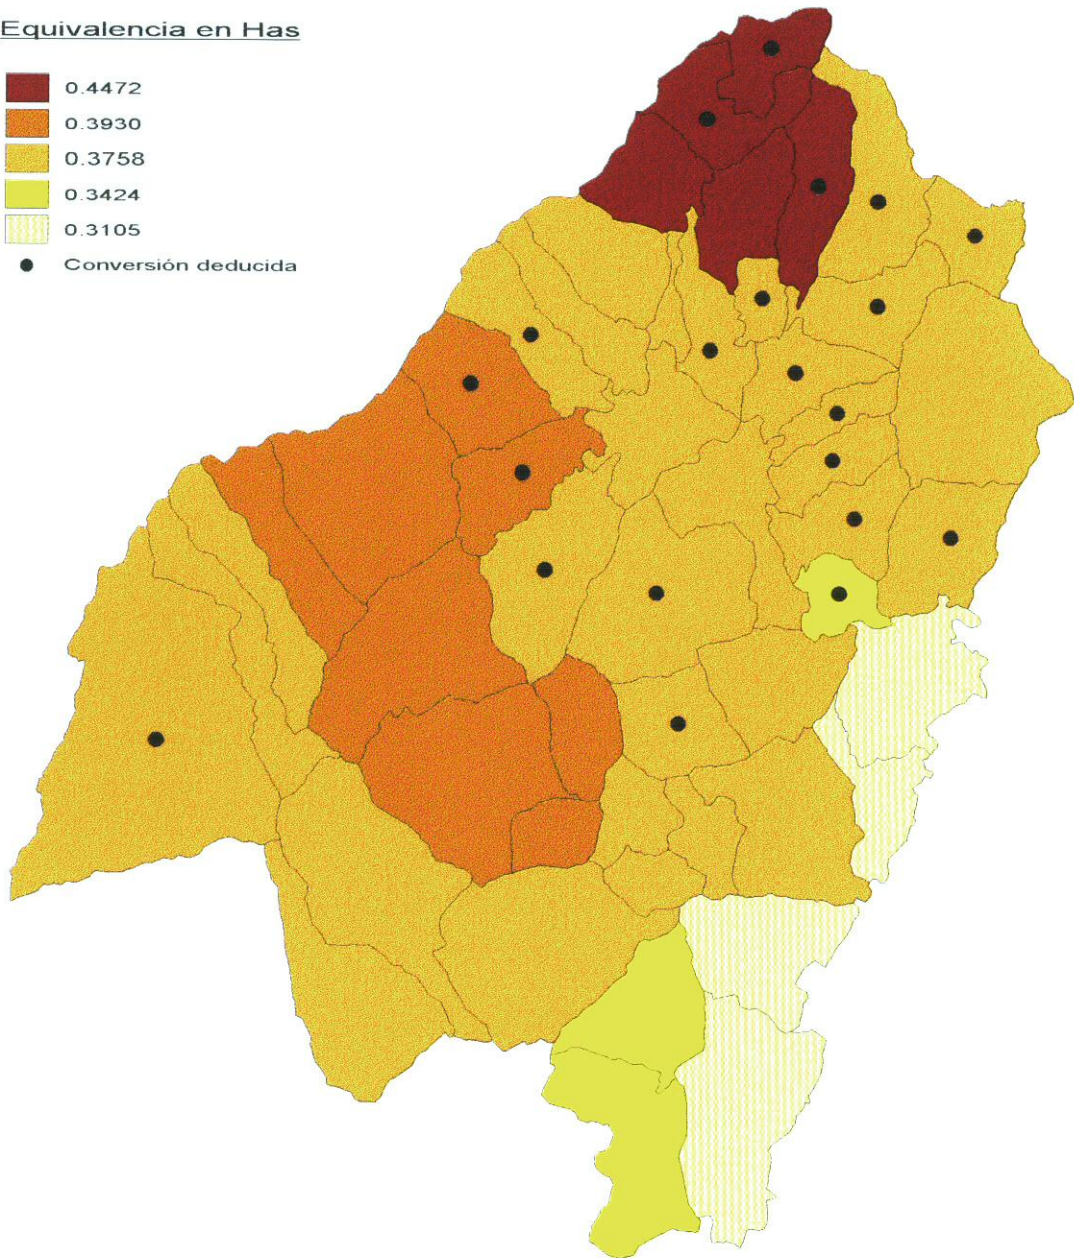 Equivalencia en Has
0.4472
0.3930
0.3758
0.3424
0.3105
Conversión deducida